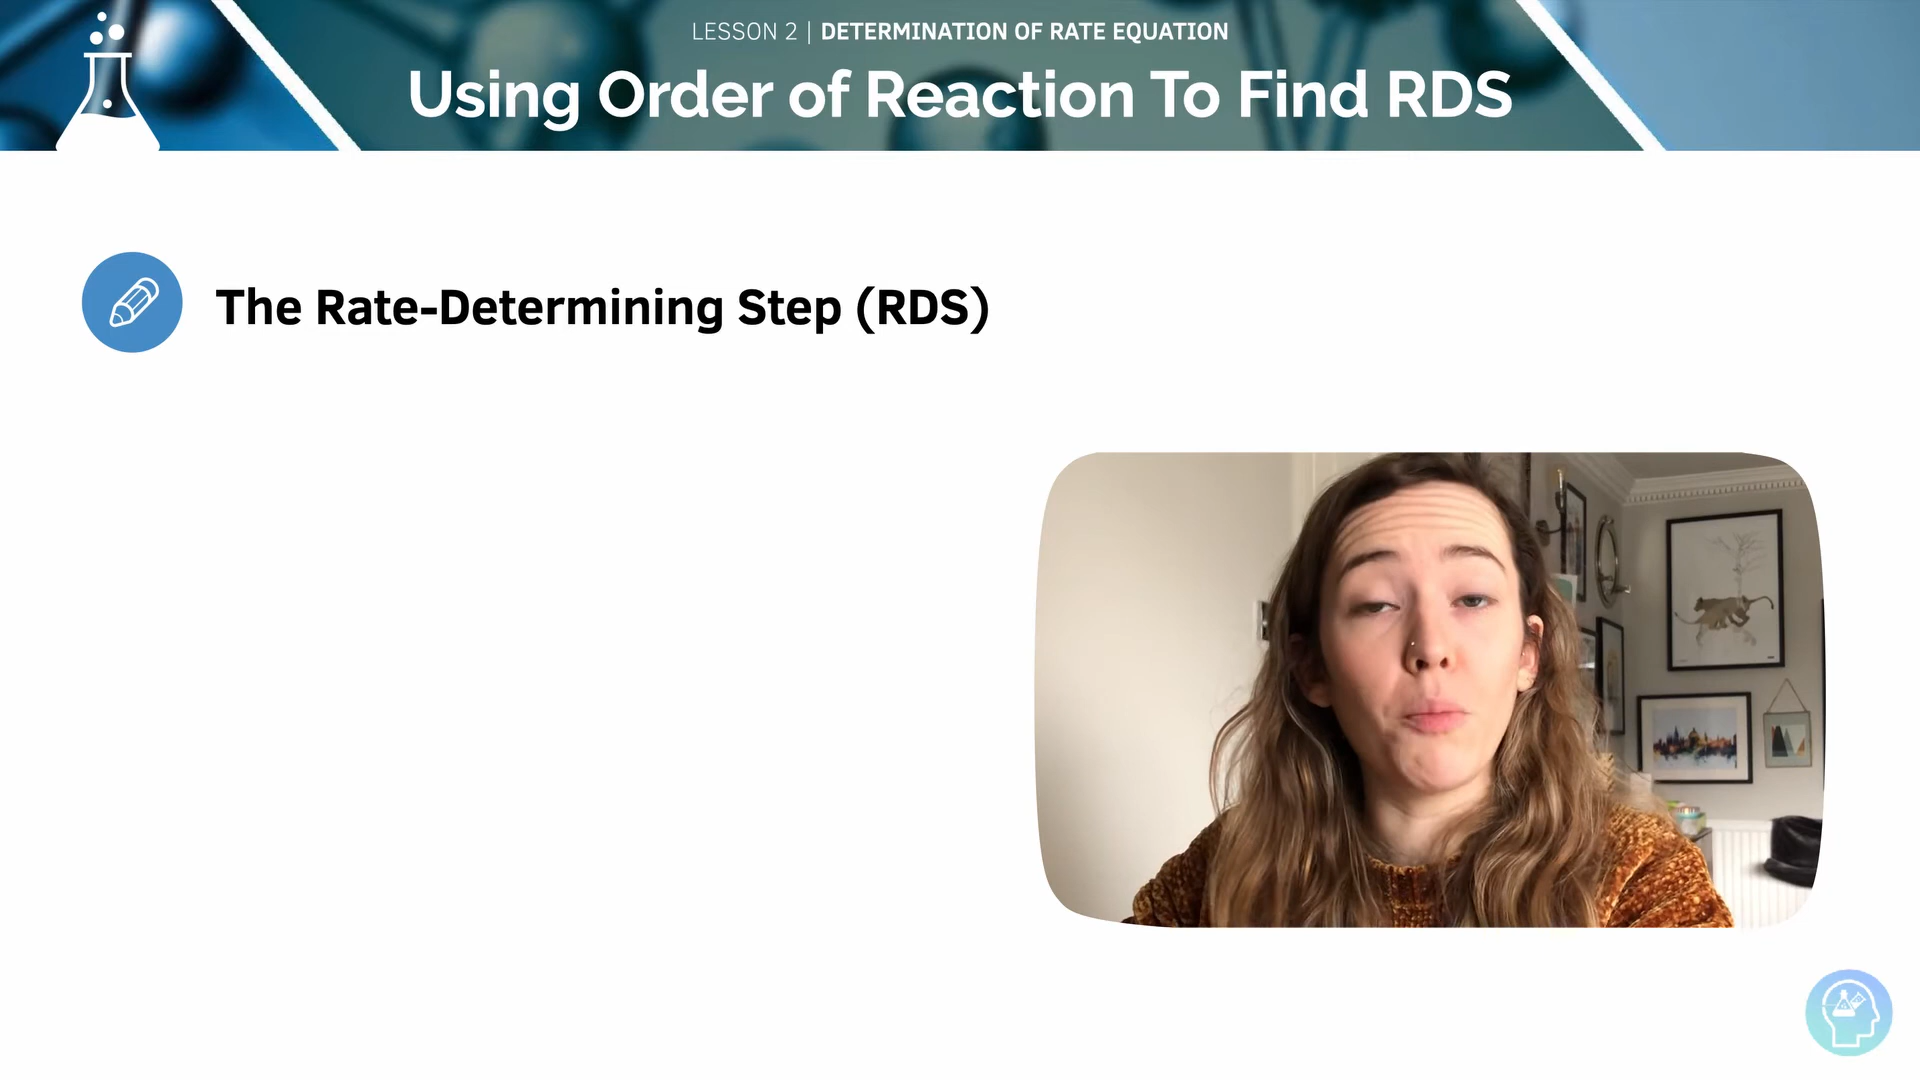 LESSON 2 | DETERMINATION OF RATE EQUATION
Using Order of Reaction To Find RDS
The Rate-Determining Step (RDS)